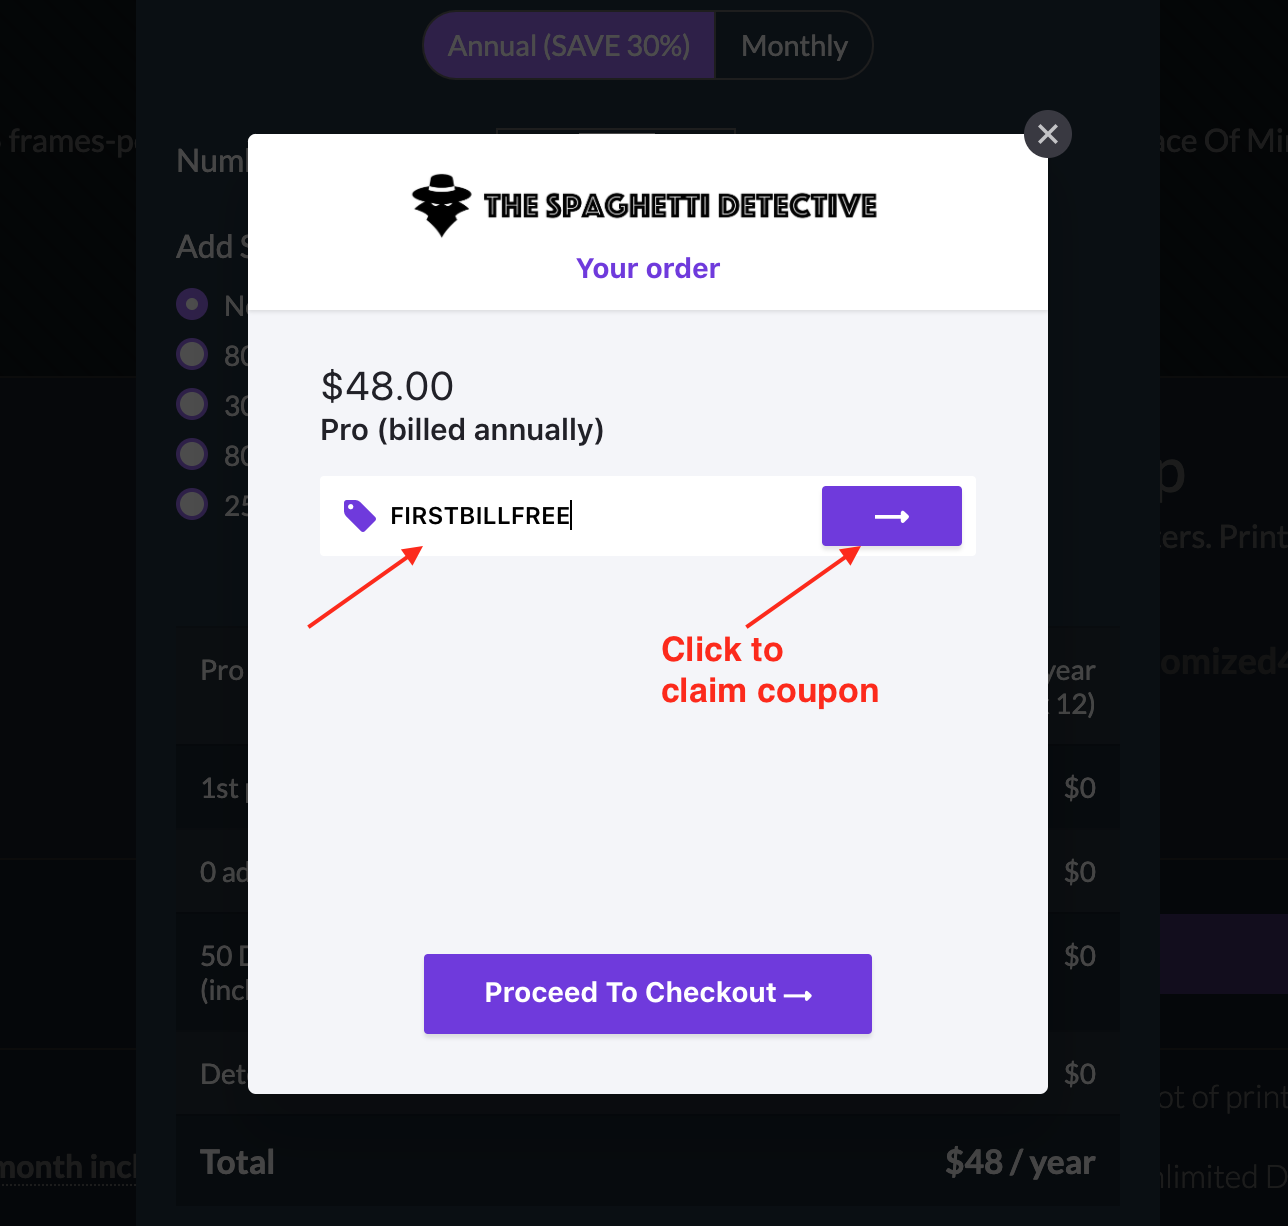 Annual (SAVE 30%) Monthly
frames-p
ace Of Mi
Num
Add
THE SPAGHETTI DETECTIVE
Your order
$48.00
Pro (billed annually)
80
30
80
25
FIRSTBILLFREE
ers. Print
Click to
claim coupon
Pro
year
12)
omized4
1st
$0
0 ad
$0
50 D
$0
(incl
Proceed To Checkout
Det
$0
ot of print
month incl
Total
$48 / year
nlimited D